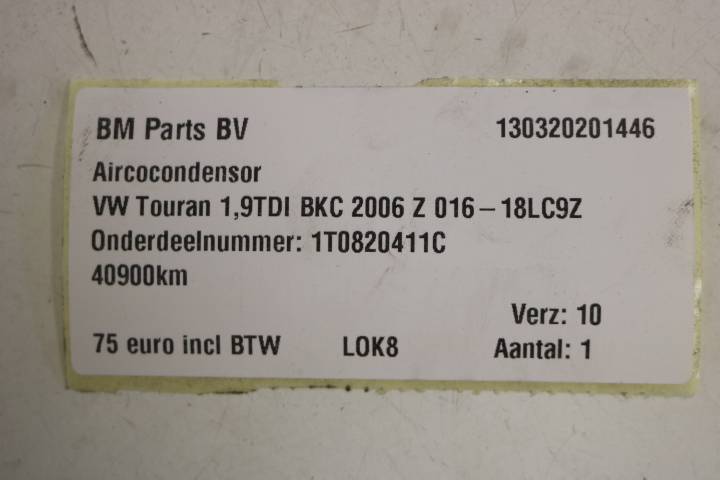 BM Parts BV 130320201446
Aircocondensor
VW Touran 1,9TDI BKC 2006 Z 016-18LC9Z
Onderdeelnummer: 1T0820411C
40900km
Verz: 10
75 euro incl BTW LOK8 Aantal: 1